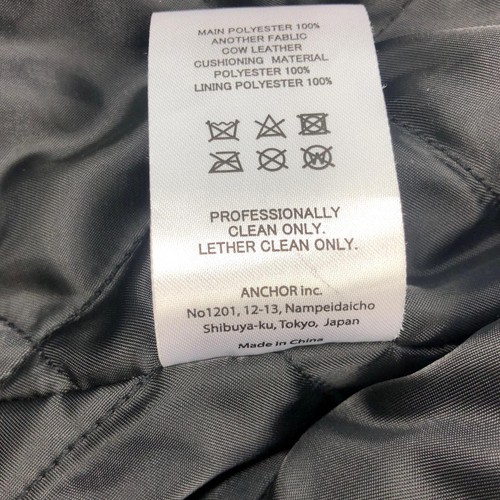 MAIN POLYESTER 100%
ANOTHER FABLIC
COW LEATHER
CUSHIONING MATERIAL
POLYESTER 100%
LINING POLYESTER 100%
W
PROFESSIONALLY
CLEAN ONLY.
LETHER CLEAN ONLY.
ANCHOR inc.
No1201, 12-13, Nampeidaicho
Shibuya-ku, Tokyo, Japan
Made in China